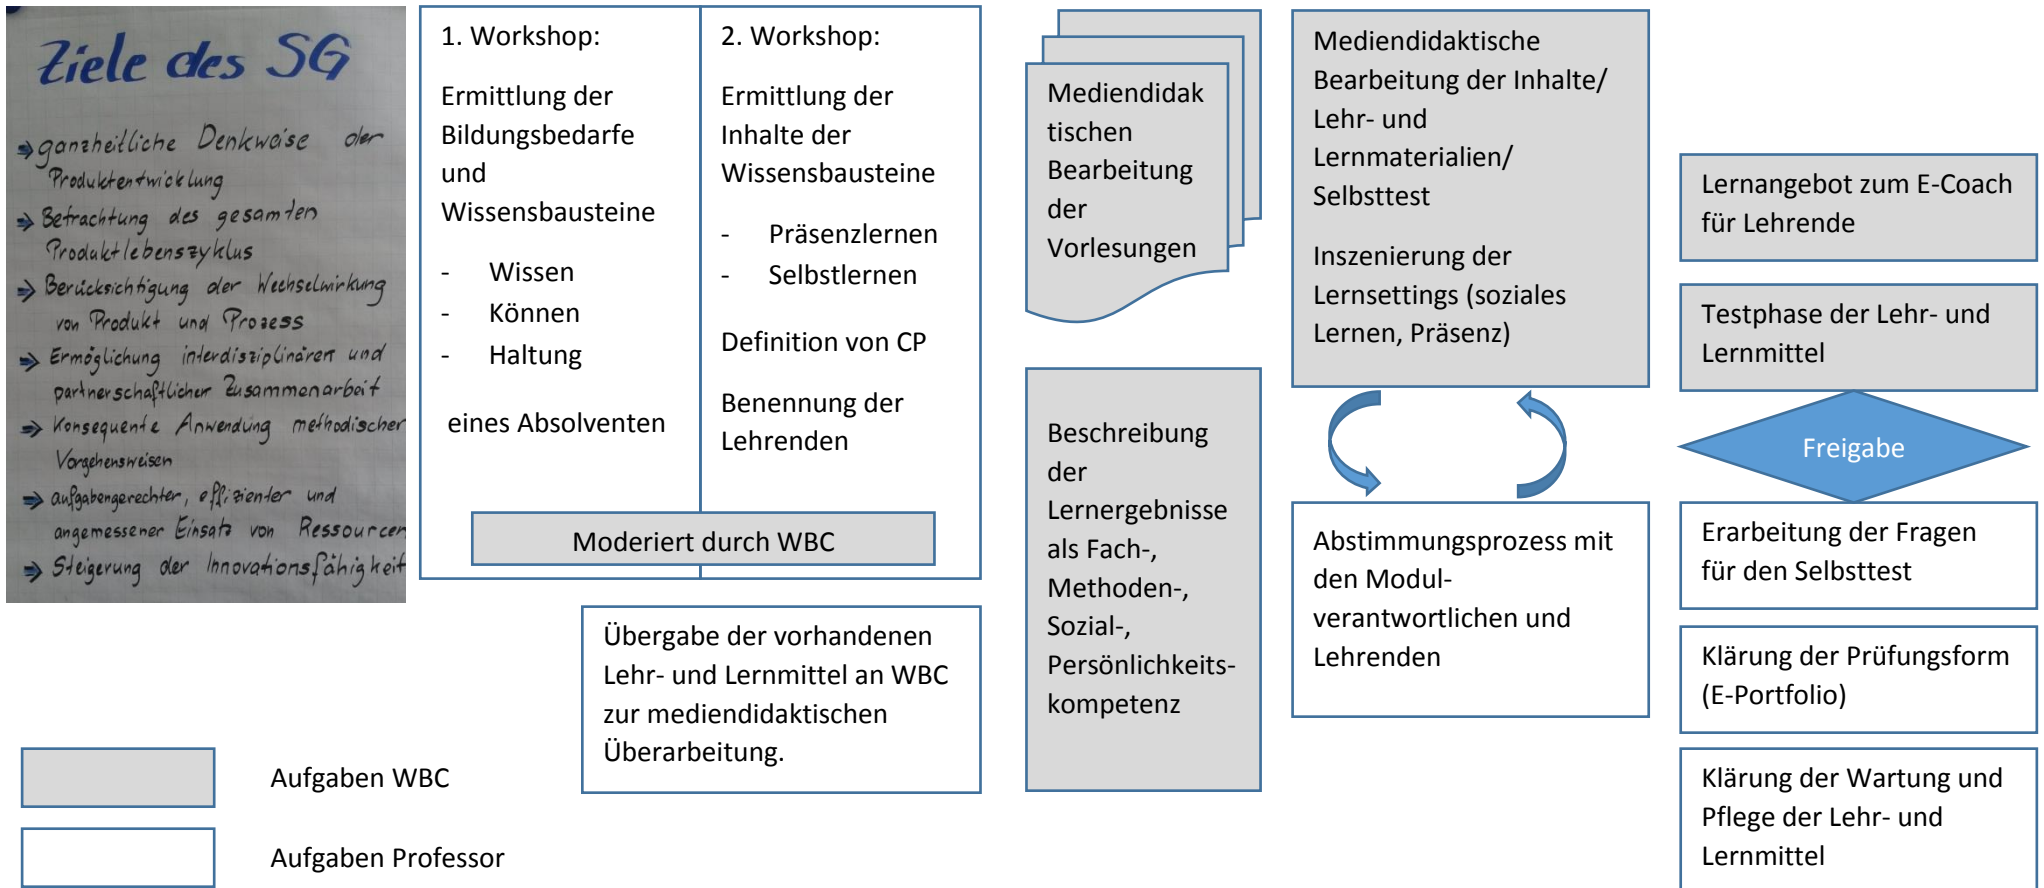 Ziele des SG
ganzheitliche Denkweise der
Produktentwicklung
Betrachtung des gesamten
Produktlebenszyklus
Berücksichtigung der Wechselwirkung
von Produkt und Prozess
Ermöglichung interdisziplinären und
partnerschaftlicher Zusammenarbeit
Konsequente Anwendung methodischer
Vorgehensweisen
aufgabengerechter, effizienter und
angemessener Einsatz von Ressourcen
Steigerung der Innovationsfähigkeit
1. Workshop:
Ermittlung der
Bildungsbedarfe
und
Wissensbausteine
- Wissen
- Können
- Haltung
eines Absolventen
2. Workshop:
Ermittlung der
Inhalte der
Wissensbausteine
- Präsenzlernen
- Selbstlernen
Definition von CP
Benennung der
Lehrenden
Moderiert durch WBC
Übergabe der vorhandenen
Lehr- und Lernmittel an WBC
zur mediendidaktischen
Überarbeitung.
Mediendidak
tischen
Bearbeitung
der
Vorlesungen
Beschreibung
der
Lernergebnisse
als Fach-,
Methoden-,
Sozial-,
Persönlichkeits-
kompetenz
Mediendidaktische
Bearbeitung der Inhalte/
Lehr- und
Lernmaterialien/
Selbsttest
Inszenierung der
Lernsettings (soziales
Lernen, Präsenz)
Abstimmungsprozess mit
den Modul-
verantwortlichen und
Lehrenden
Lernangebot zum E-Coach
für Lehrende
Testphase der Lehr- und
Lernmittel
Freigabe
Erarbeitung der Fragen
für den Selbsttest
Klärung der Prüfungsform
(E-Portfolio)
Klärung der Wartung und
Pflege der Lehr- und
Lernmittel
Aufgaben WBC
Aufgaben Professor